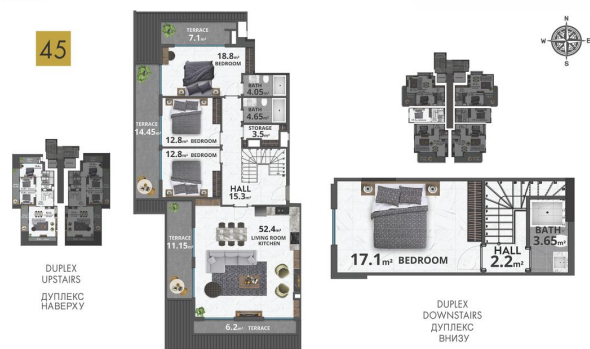 45
TERRACE
7.1m²
18.8m²
BEDROOM
BATH
4.05m²
BATH
4.65m²
STORAGE
3.5m²
TERRACE
14.45m²
12.8m² BEDROOM
12.8m² BEDROOM
HALL
15.3m²
TERRACE
11.15m²
52.4m²
LIVING ROOM
KITCHEN
6.2m² TERRACE
DUPLEX
UPSTAIRS
ДУПЛЕКС
НАВЕРХУ
N
W E
S
17.1m² BEDROOM
HALL
2.2m²
BATH
3.65m²
DUPLEX
DOWNSTAIRS
ДУПЛЕКС
ВНИЗУ